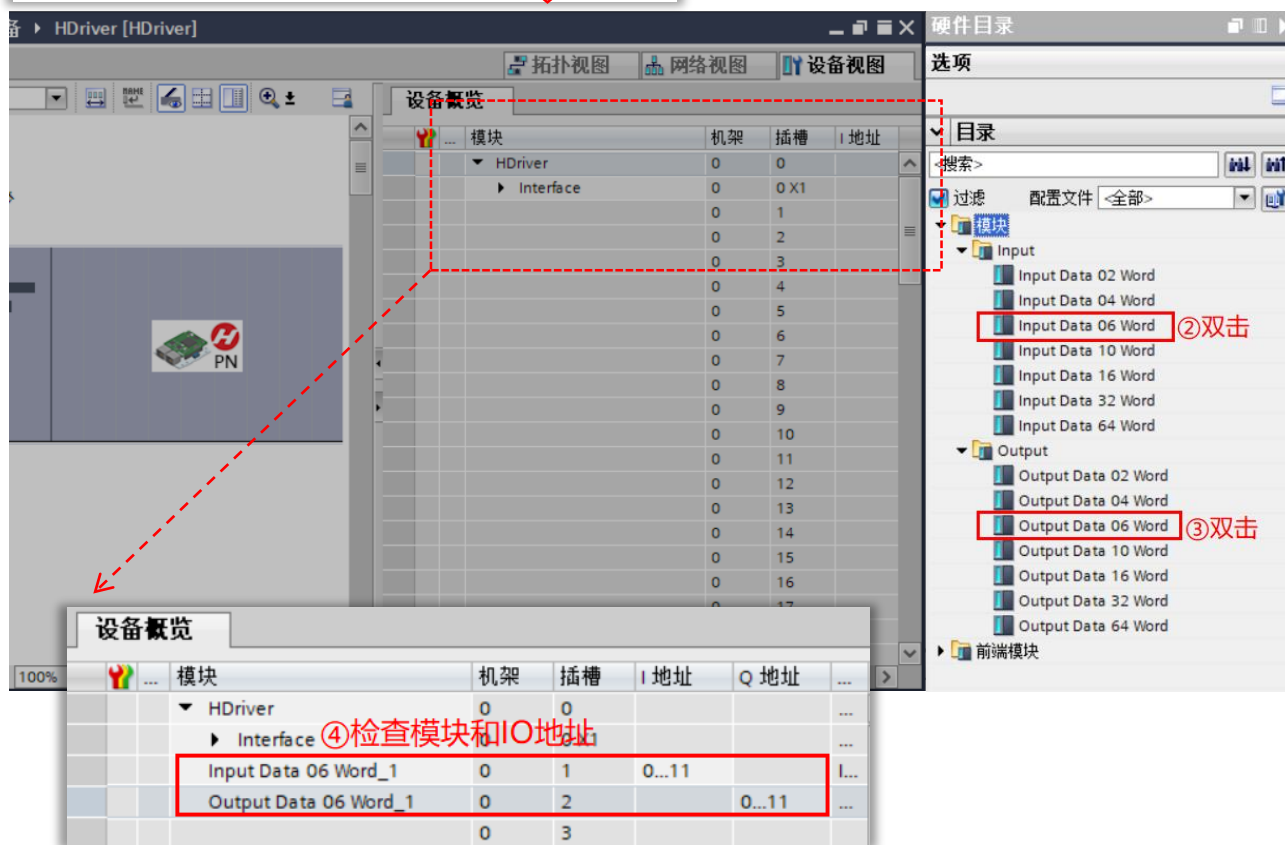 备 ▸ HDriver [HDriver]
硬件目录
选项
拓扑视图 网络视图 设备视图
设备概览
目录
... 模块 机架 插槽 I 地址
<搜索>
HDriver 0 0
Interface 0 0 X1
0 1
0 2
0 3
0 4
0 5
0 6
0 7
0 8
0 9
0 10
0 11
0 12
0 13
0 14
0 15
0 16
0 17
PN
100%
过滤 配置文件 <全部>
模块
Input
Input Data 02 Word
Input Data 04 Word
Input Data 06 Word ②双击
Input Data 10 Word
Input Data 16 Word
Input Data 32 Word
Input Data 64 Word
Output
Output Data 02 Word
Output Data 04 Word
Output Data 06 Word ③双击
Output Data 10 Word
Output Data 16 Word
Output Data 32 Word
Output Data 64 Word
前端模块
设备概览
... 模块 机架 插槽 I 地址 Q 地址 ...
HDriver 0 0 ...
Interface 0 0 X1 ...
④检查模块和IO地址
Input Data 06 Word_1 0 1 0...11 I...
Output Data 06 Word_1 0 2 0...11 ...
0 3